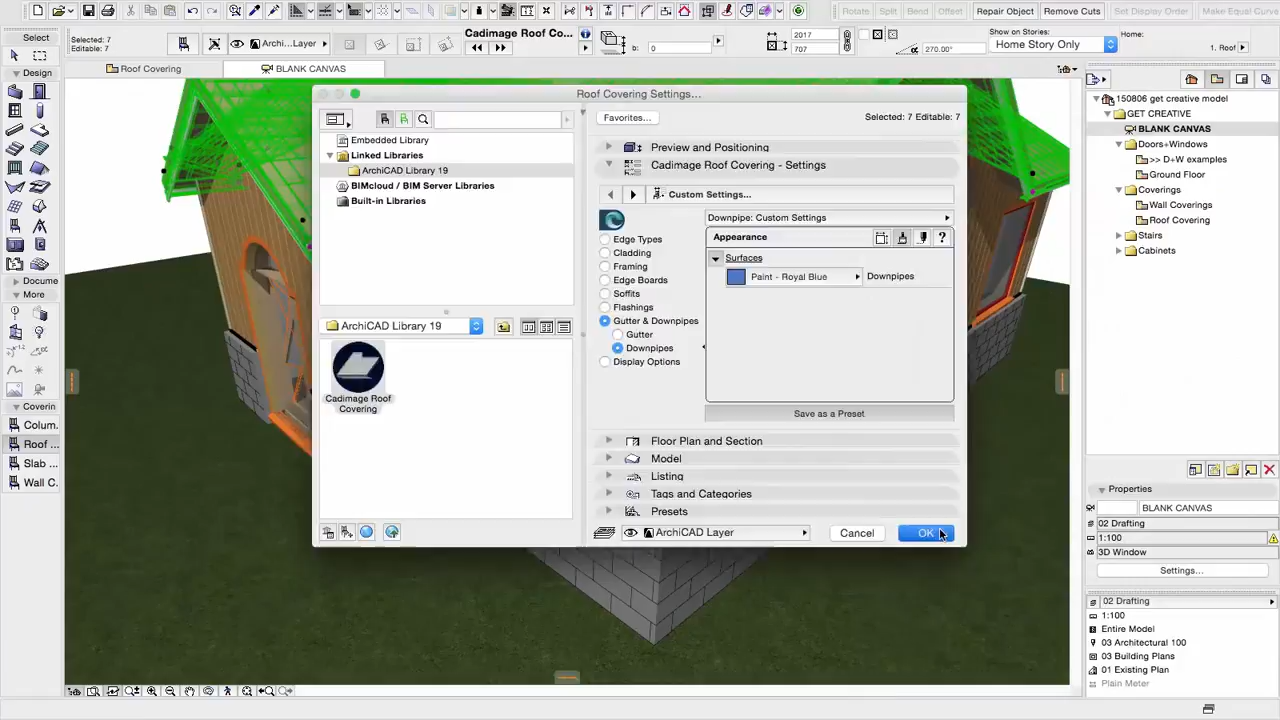 Rotate
Split
Bend
Offset
Repair Object
Remove Cuts
Set Display Order
Make Equal Curve
Select
Selected: 7
Editable: 7
Archi...Layer
Cadimage Roof Co...
b:
0
2017
707
270.00°
Show on Stories:
Home Story Only
Home:
1. Roof
Design
Roof Covering
BLANK CANVAS
Docume
More
Coverin
Colum.
Roof ...
Slab ...
Wall C.
Roof Covering Settings...
Embedded Library
Linked Libraries
ArchiCAD Library 19
BIMcloud / BIM Server Libraries
Built-in Libraries
ArchiCAD Library 19
Cadimage Roof
Covering
Favorites...
Selected: 7 Editable: 7
Preview and Positioning
Cadimage Roof Covering - Settings
Custom Settings...
Edge Types
Cladding
Framing
Edge Boards
Soffits
Flashings
Gutter & Downpipes
Gutter
Downpipes
Display Options
Downpipe: Custom Settings
Appearance
?
Surfaces
Paint - Royal Blue
Downpipes
Save as a Preset
Floor Plan and Section
Model
Listing
Tags and Categories
Presets
ArchiCAD Layer
Cancel
OK
150806 get creative model
GET CREATIVE
BLANK CANVAS
Doors+Windows
>> D+W examples
Ground Floor
Coverings
Wall Coverings
Roof Covering
Stairs
Cabinets
Properties
BLANK CANVAS
02 Drafting
1:100
3D Window
Settings...
02 Drafting
1:100
Entire Model
03 Architectural 100
03 Building Plans
01 Existing Plan
Plain Meter